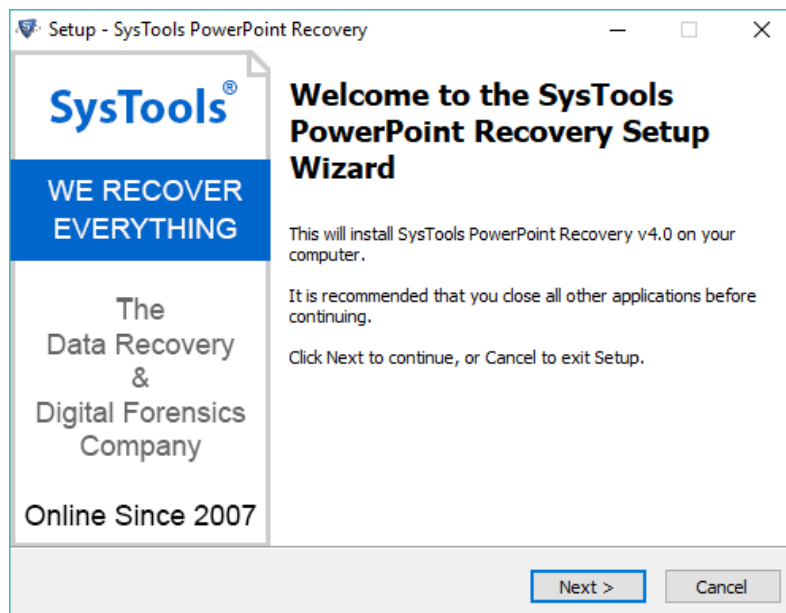 Setup - SysTools PowerPoint Recovery
SysTools®
WE RECOVER
EVERYTHING
The
Data Recovery
&
Digital Forensics
Company
Online Since 2007
Welcome to the SysTools
PowerPoint Recovery Setup
Wizard
This will install SysTools PowerPoint Recovery v4.0 on your
computer.
It is recommended that you close all other applications before
continuing.
Click Next to continue, or Cancel to exit Setup.
Next >
Cancel